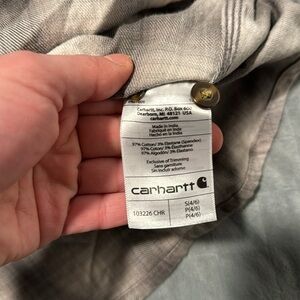 Carhartt, Inc. P.O. Box 600
Dearborn, MI 48121 USA
carhartt.com
Made in India
Fabriqué en Inde
Hecho en India
97% Cotton/ 3% Elastane (Spandex)
97% Coton/ 3% Élasthanne
97% Algodón/ 3% Elastano
Exclusive of Trimming
Sans garniture
Sin incluir adorno
carhartt
103226 CHR
S(4/6)
P(4/6)
P(4/6)